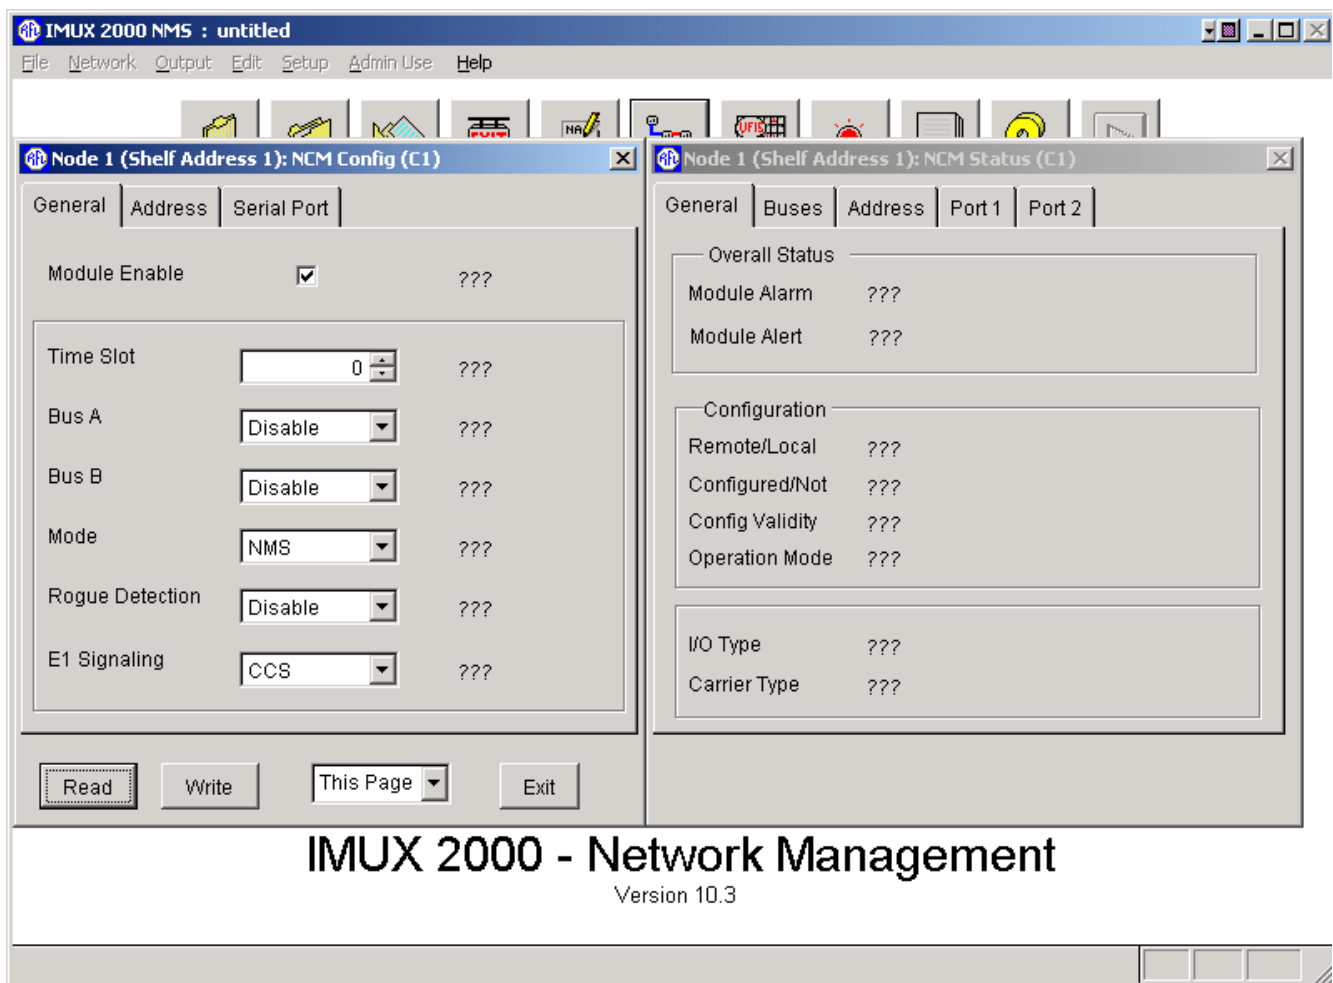 IMUX 2000 NMS : untitled
File Network Output Edit Setup Admin Use Help
EXIT NA UFIS
Node 1 (Shelf Address 1): NCM Config (C1)
General Address Serial Port
Module Enable ???
Time Slot 0 ???
Bus A Disable ???
Bus B Disable ???
Mode NMS ???
Rogue Detection Disable ???
E1 Signaling CCS ???
Read Write This Page Exit
Node 1 (Shelf Address 1): NCM Status (C1)
General Buses Address Port 1 Port 2
Overall Status
Module Alarm ???
Module Alert ???
Configuration
Remote/Local ???
Configured/Not ???
Config Validity ???
Operation Mode ???
I/O Type ???
Carrier Type ???
IMUX 2000 - Network Management
Version 10.3